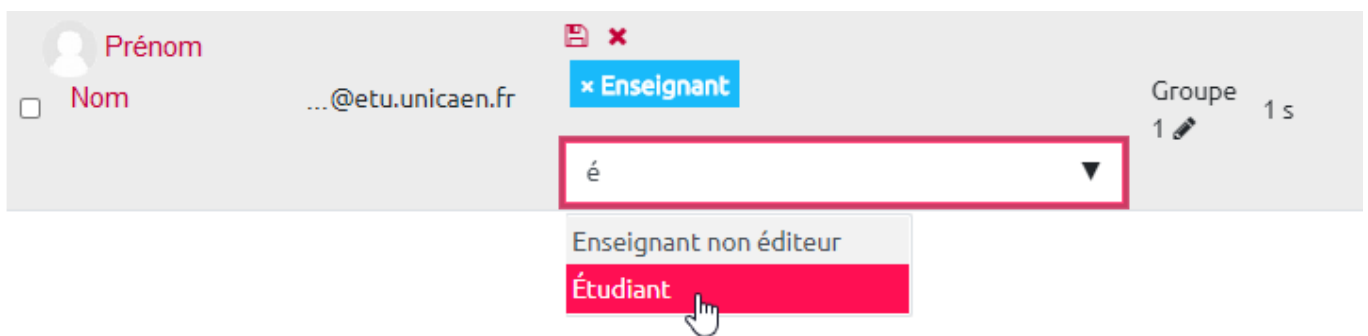 Prénom
Nom
...@etu.unicaen.fr
× Enseignant
é
Enseignant non éditeur
Étudiant
Groupe
1
1 s